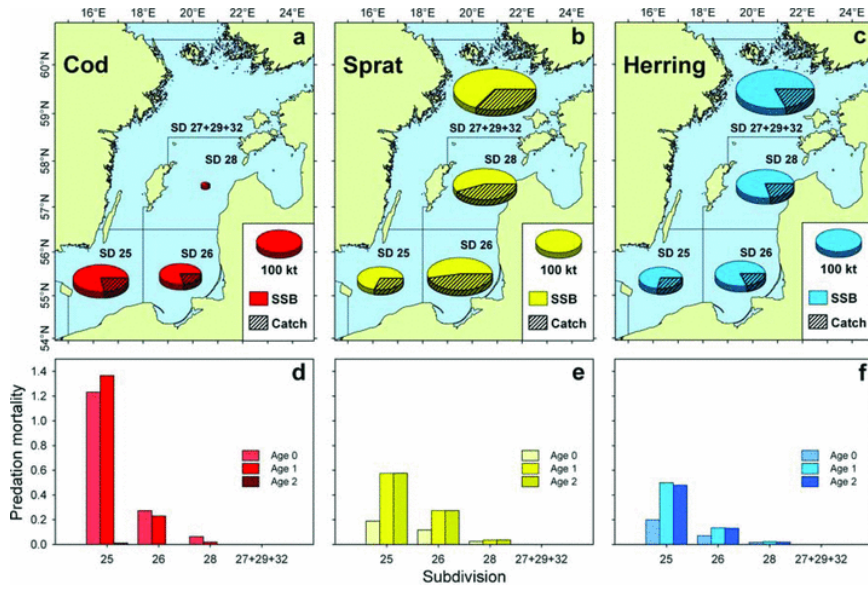 16°E 18°E 20°E 22°E 24°E
16°E 18°E 20°E 22°E 24°E
16°E 18°E 20°E 22°E 24°E
a
b
c
Cod
Sprat
Herring
60°N
59°N
58°N
57°N
56°N
55°N
54°N
SD 27+29+32
SD 28
SD 25
SD 26
100 kt
SSB
Catch
SD 27+29+32
SD 28
SD 25
SD 26
100 kt
SSB
Catch
SD 27+29+32
SD 28
SD 25
SD 26
100 kt
SSB
Catch
d
e
f
Predation mortality
1.4
1.2
1.0
0.8
0.6
0.4
0.2
0.0
Age 0
Age 1
Age 2
Age 0
Age 1
Age 2
Age 0
Age 1
Age 2
25 26 28 27+29+32
25 26 28 27+29+32
25 26 28 27+29+32
Subdivision